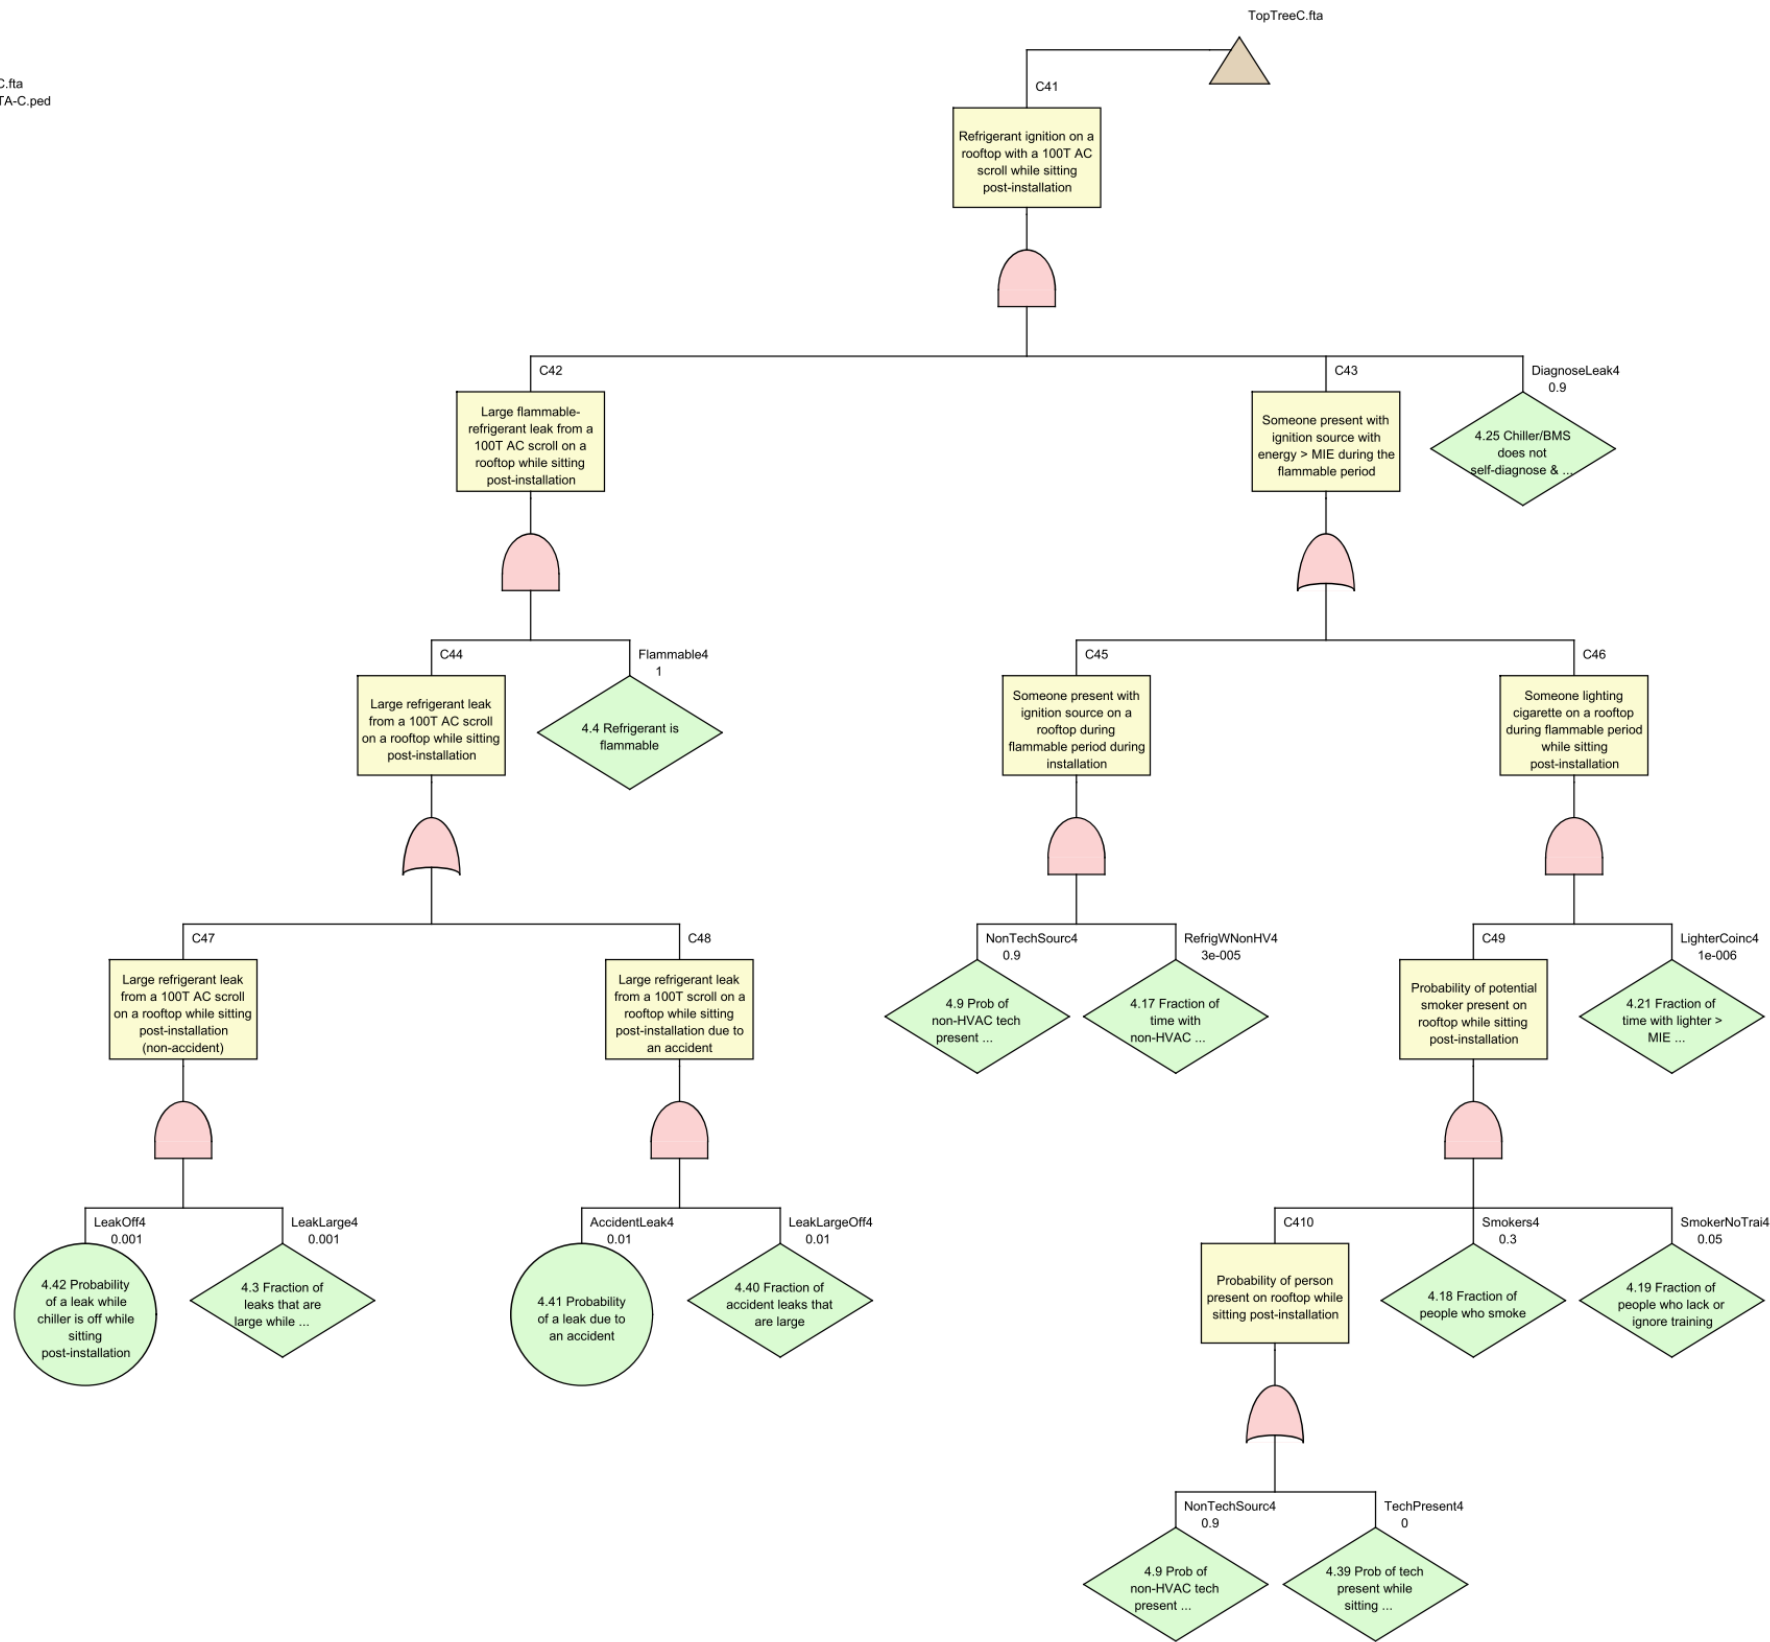 TopTreeC.fta
C.fta
TA-C.ped
C41
Refrigerant ignition on a
rooftop with a 100T AC
scroll while sitting
post-installation
C42
Large flammable-
refrigerant leak from a
100T AC scroll on a
rooftop while sitting
post-installation
C43
Someone present with
ignition source with
energy > MIE during the
flammable period
DiagnoseLeak4
0.9
4.25 Chiller/BMS
does not
self-diagnose & ...
C44
Large refrigerant leak
from a 100T AC scroll
on a rooftop while sitting
post-installation
Flammable4
1
4.4 Refrigerant is
flammable
C45
Someone present with
ignition source on a
rooftop during
flammable period during
installation
C46
Someone lighting
cigarette on a rooftop
during flammable period
while sitting
post-installation
C47
Large refrigerant leak
from a 100T AC scroll
on a rooftop while sitting
post-installation
(non-accident)
C48
Large refrigerant leak
from a 100T scroll on a
rooftop while sitting
post-installation due to
an accident
NonTechSourc4
0.9
4.9 Prob of
non-HVAC tech
present ...
RefrigWNonHV4
3e-005
4.17 Fraction of
time with
non-HVAC ...
C49
Probability of potential
smoker present on
rooftop while sitting
post-installation
LighterCoinc4
1e-006
4.21 Fraction of
time with lighter >
MIE ...
LeakOff4
0.001
4.42 Probability
of a leak while
chiller is off while
sitting
post-installation
LeakLarge4
0.001
4.3 Fraction of
leaks that are
large while ...
AccidentLeak4
0.01
4.41 Probability
of a leak due to
an accident
LeakLargeOff4
0.01
4.40 Fraction of
accident leaks that
are large
C410
Probability of person
present on rooftop while
sitting post-installation
Smokers4
0.3
4.18 Fraction of
people who smoke
SmokerNoTrai4
0.05
4.19 Fraction of
people who lack or
ignore training
NonTechSourc4
0.9
4.9 Prob of
non-HVAC tech
present ...
TechPresent4
0
4.39 Prob of tech
present while
sitting ...